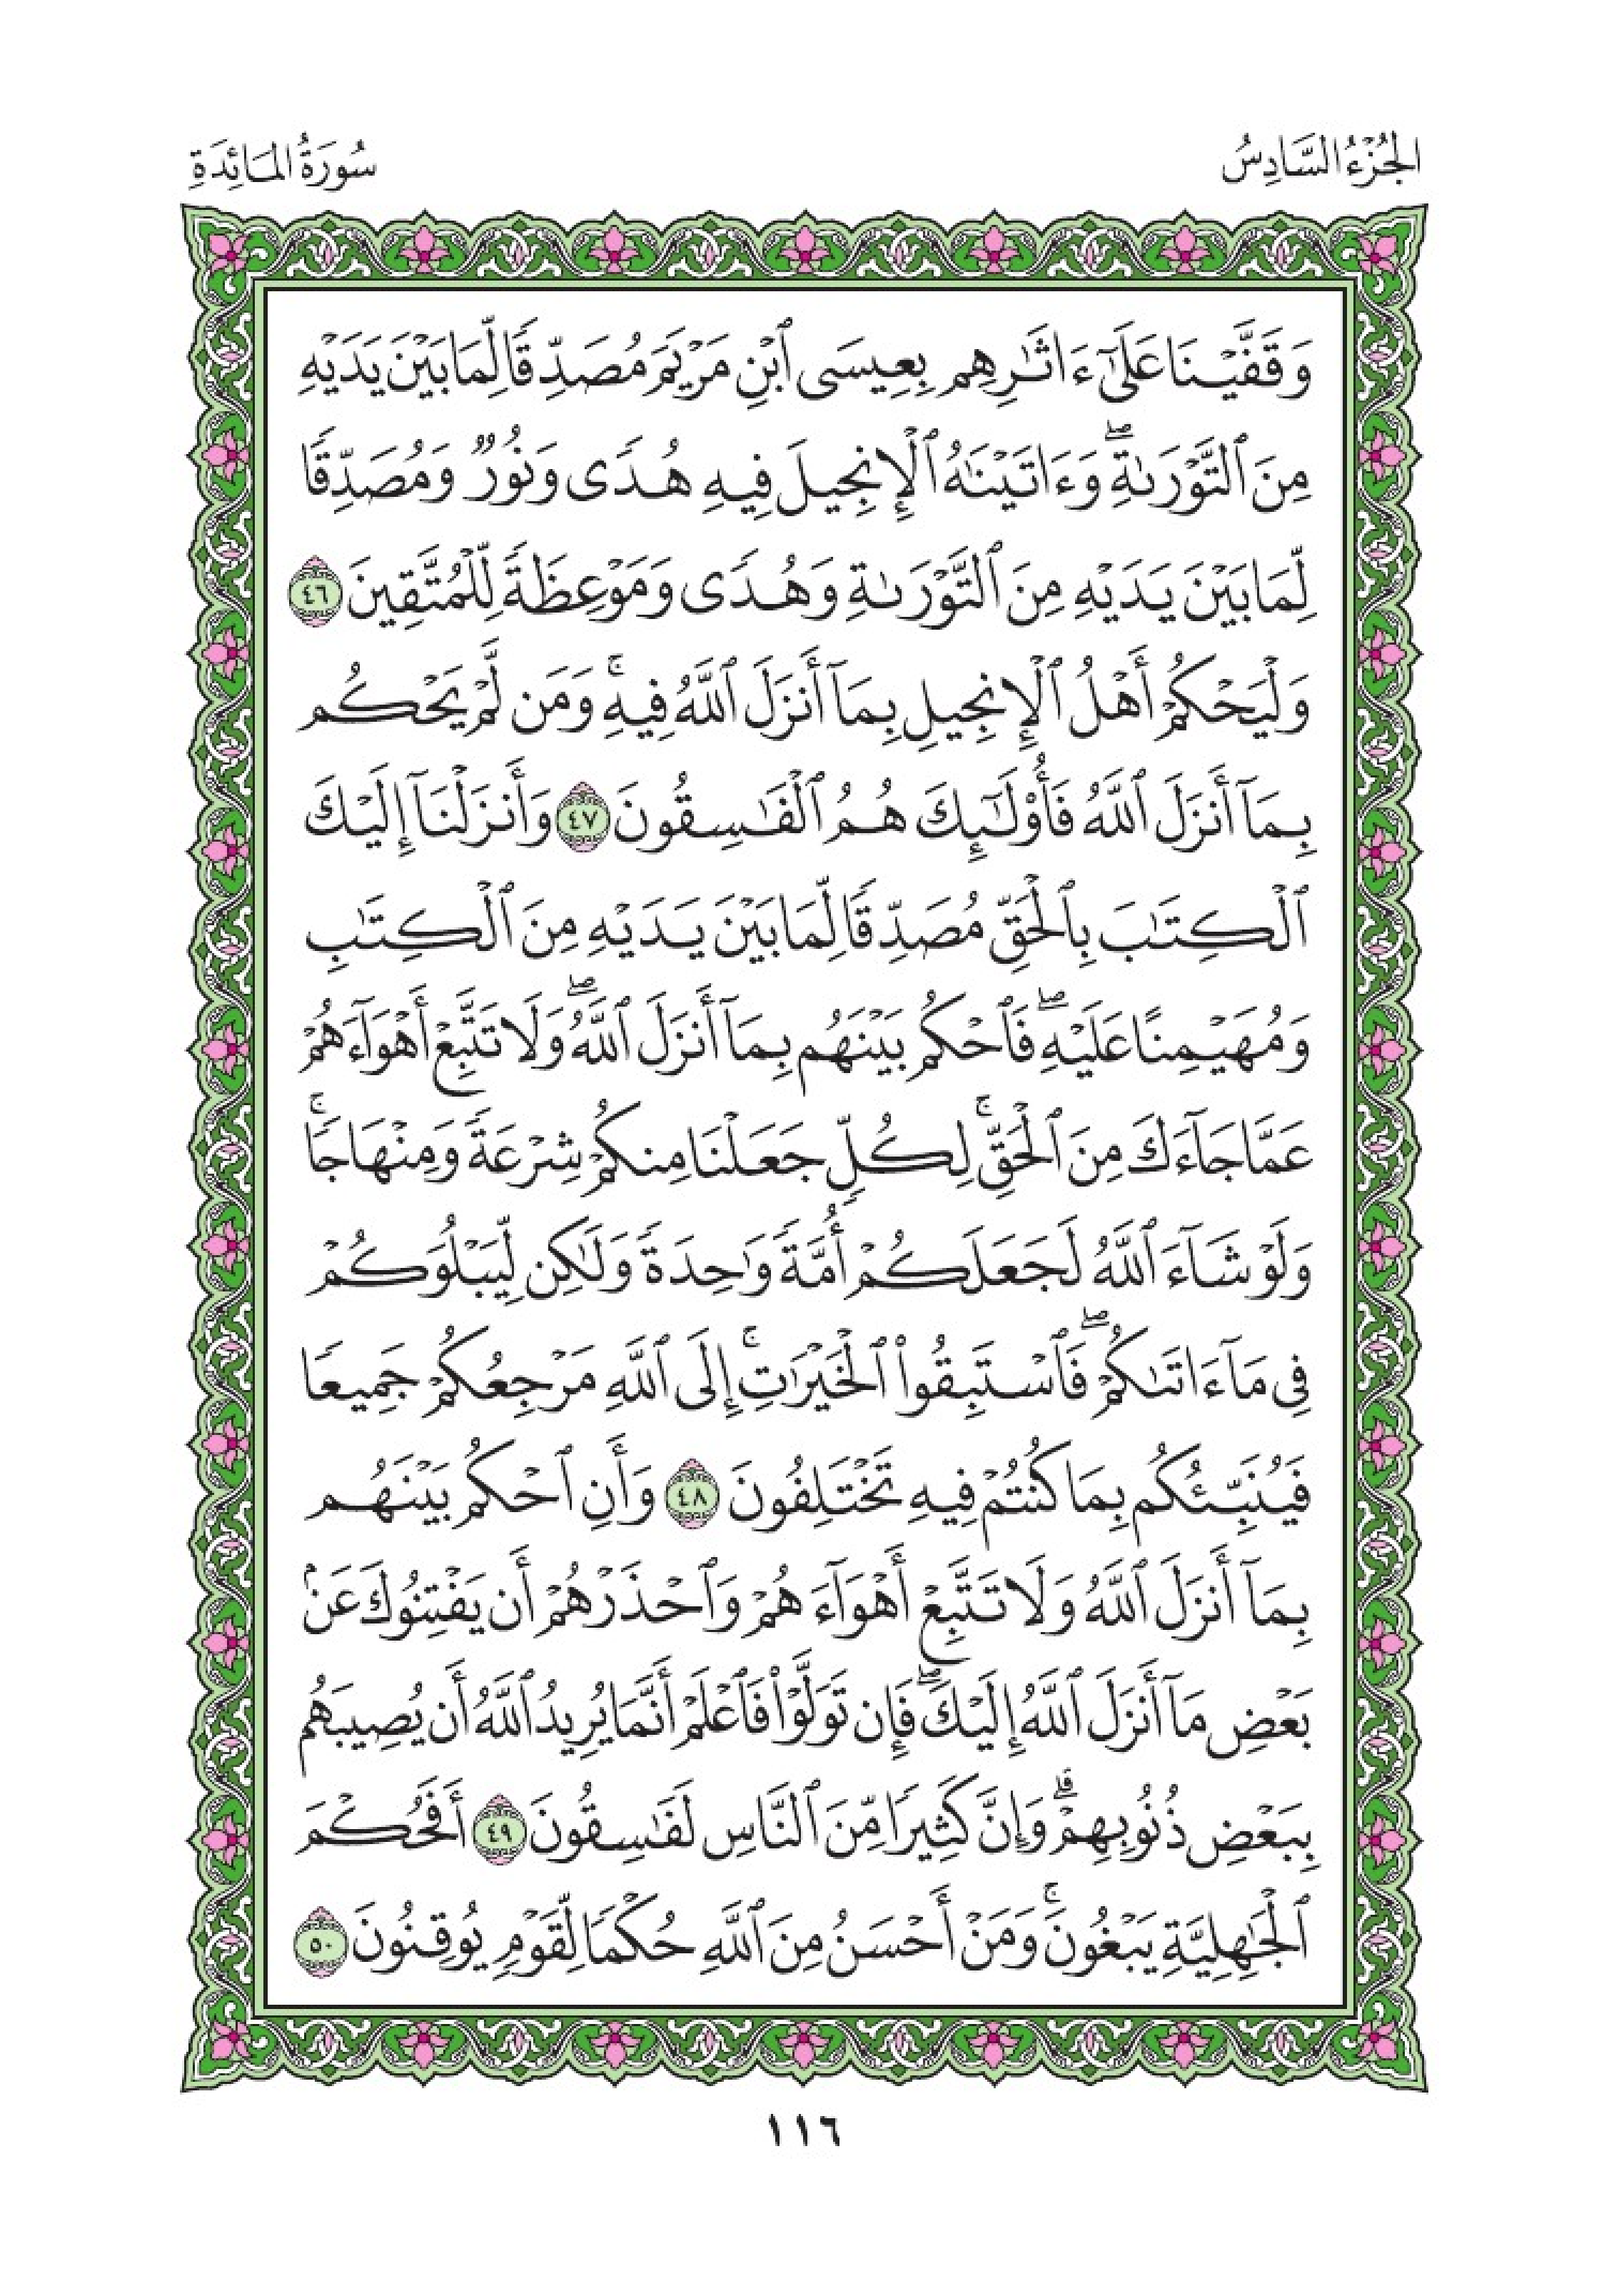 الجُزْءُ السَّادِسُ
سُورَةُ المَائِدَةِ
وَقَفَّيْنَا عَلَىٰٓ ءَاثَٰرِهِم بِعِيسَى ٱبْنِ مَرْيَمَ مُصَدِّقًا لِّمَا بَيْنَ يَدَيْهِ
مِنَ ٱلتَّوْرَىٰةِۖ وَءَاتَيْنَٰهُ ٱلْإِنجِيلَ فِيهِ هُدًى وَنُورٌ وَمُصَدِّقًا
لِّمَا بَيْنَ يَدَيْهِ مِنَ ٱلتَّوْرَىٰةِ وَهُدًى وَمَوْعِظَةً لِّلْمُتَّقِينَ ٤٦
وَلْيَحْكُمْ أَهْلُ ٱلْإِنجِيلِ بِمَآ أَنزَلَ ٱللَّهُ فِيهِۚ وَمَن لَّمْ يَحْكُم
بِمَآ أَنزَلَ ٱللَّهُ فَأُوْلَٰٓئِكَ هُمُ ٱلْفَٰسِقُونَ ٤٧ وَأَنزَلْنَآ إِلَيْكَ
ٱلْكِتَٰبَ بِٱلْحَقِّ مُصَدِّقًا لِّمَا بَيْنَ يَدَيْهِ مِنَ ٱلْكِتَٰبِ
وَمُهَيْمِنًا عَلَيْهِۖ فَٱحْكُم بَيْنَهُم بِمَآ أَنزَلَ ٱللَّهُۖ وَلَا تَتَّبِعْ أَهْوَآءَهُمْ
عَمَّا جَآءَكَ مِنَ ٱلْحَقِّۚ لِكُلٍّ جَعَلْنَا مِنكُمْ شِرْعَةً وَمِنْهَاجًاۚ
وَلَوْ شَآءَ ٱللَّهُ لَجَعَلَكُمْ أُمَّةً وَٰحِدَةً وَلَٰكِن لِّيَبْلُوَكُمْ
فِى مَآ ءَاتَىٰكُمْۖ فَٱسْتَبِقُوا۟ ٱلْخَيْرَٰتِۚ إِلَى ٱللَّهِ مَرْجِعُكُمْ جَمِيعًا
فَيُنَبِّئُكُم بِمَا كُنتُمْ فِيهِ تَخْتَلِفُونَ ٤٨ وَأَنِ ٱحْكُم بَيْنَهُم
بِمَآ أَنزَلَ ٱللَّهُ وَلَا تَتَّبِعْ أَهْوَآءَهُمْ وَٱحْذَرْهُمْ أَن يَفْتِنُوكَ عَنۢ
بَعْضِ مَآ أَنزَلَ ٱللَّهُ إِلَيْكَۖ فَإِن تَوَلَّوْا۟ فَٱعْلَمْ أَنَّمَا يُرِيدُ ٱللَّهُ أَن يُصِيبَهُم
بِبَعْضِ ذُنُوبِهِمْۗ وَإِنَّ كَثِيرًا مِّنَ ٱلنَّاسِ لَفَٰسِقُونَ ٤٩ أَفَحُكْمَ
ٱلْجَٰهِلِيَّةِ يَبْغُونَۚ وَمَنْ أَحْسَنُ مِنَ ٱللَّهِ حُكْمًا لِّقَوْمٍ يُوقِنُونَ ٥٠
١١٦